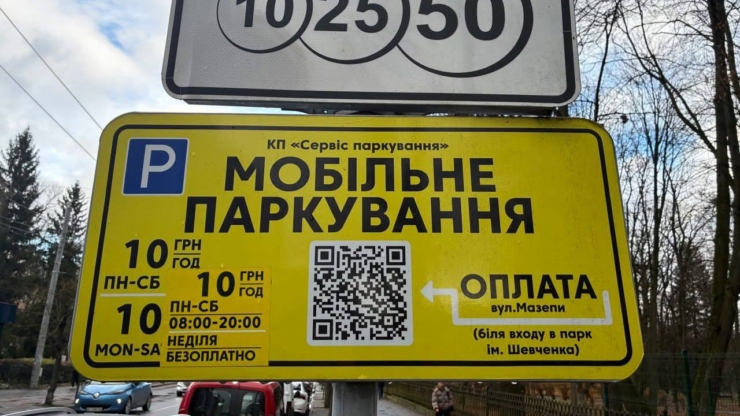 10 25 50
КП «Сервіс паркування»
P
МОБІЛЬНЕ
ПАРКУВАННЯ
10 ГРН
ГОД
ПН-СБ
10
MON-SA
10 ГРН
ГОД
ПН-СБ
08:00-20:00
НЕДІЛЯ
БЕЗОПЛАТНО
ОПЛАТА
вул.Мазепи
(біля входу в парк
ім. Шевченка)